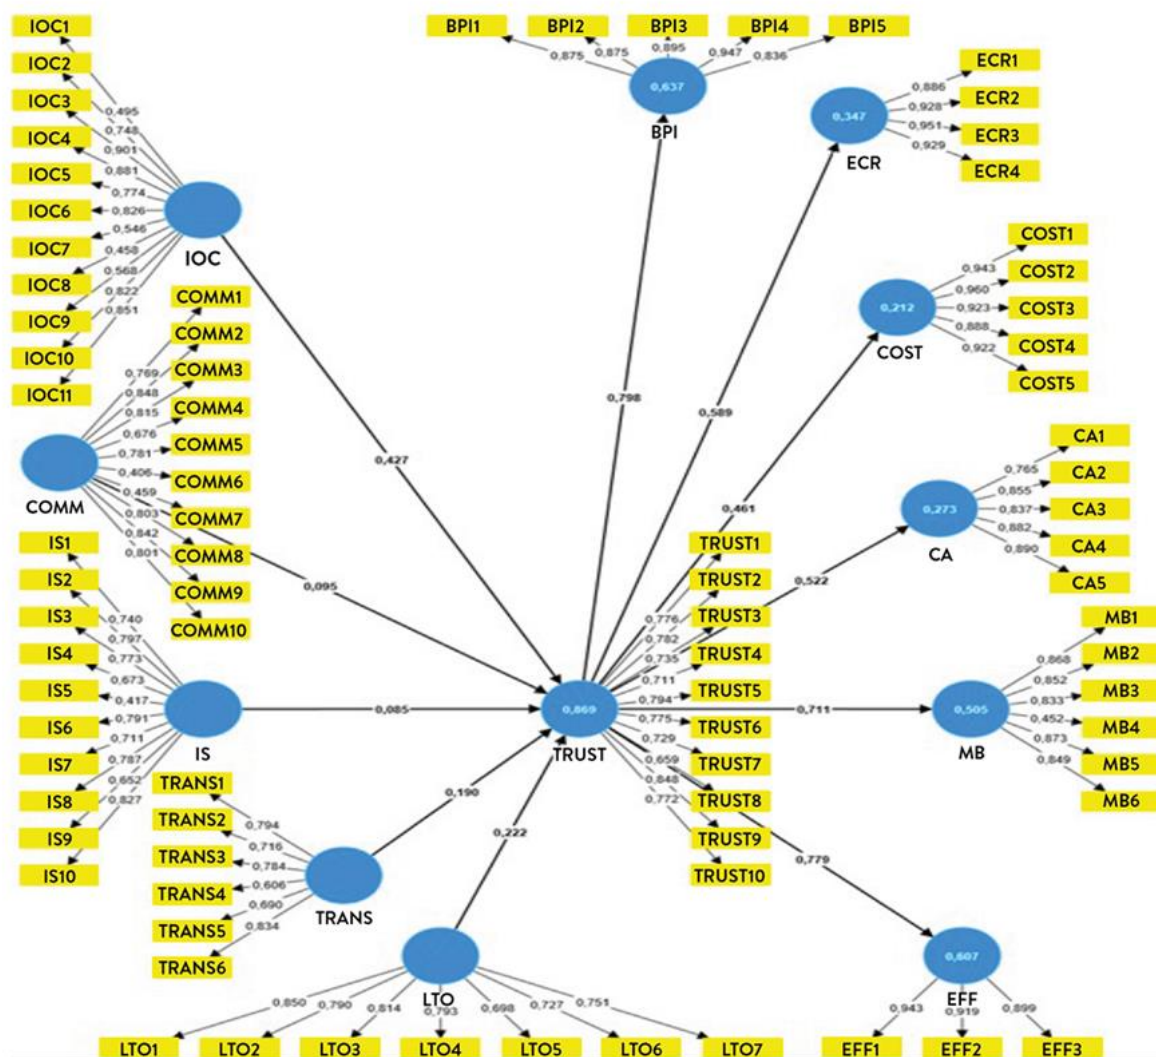 BPI1 BPI2 BPI3 BPI4 BPI5
0,875 0,875 0,895 0,947 0,836
0,637
BPI
ECR1
ECR2
ECR3
ECR4
0,886
0,928
0,951
0,929
0,347
ECR
IOC1
IOC2
IOC3
IOC4
IOC5
IOC6
IOC7
IOC8
IOC9
IOC10
IOC11
0,495
0,748
0,901
0,881
0,774
0,826
0,546
0,458
0,568
0,822
0,851
IOC
COMM1
COMM2
COMM3
COMM4
COMM5
COMM6
COMM7
COMM8
COMM9
COMM10
0,769
0,848
0,815
0,676
0,781
0,406
0,459
0,803
0,842
0,801
COMM
COST1
COST2
COST3
COST4
COST5
0,943
0,960
0,923
0,888
0,922
0,212
COST
0,798
0,589
0,427
0,461
0,522
0,095
0,085
0,711
0,190
0,222
0,779
CA1
CA2
CA3
CA4
CA5
0,765
0,855
0,837
0,882
0,890
0,273
CA
IS1
IS2
IS3
IS4
IS5
IS6
IS7
IS8
IS9
IS10
0,740
0,797
0,773
0,673
0,417
0,791
0,711
0,787
0,652
0,827
IS
TRUST1
TRUST2
TRUST3
TRUST4
TRUST5
TRUST6
TRUST7
TRUST8
TRUST9
TRUST10
0,776
0,782
0,735
0,711
0,794
0,775
0,729
0,659
0,848
0,772
0,869
TRUST
MB1
MB2
MB3
MB4
MB5
MB6
0,868
0,852
0,833
0,452
0,873
0,849
0,505
MB
TRANS1
TRANS2
TRANS3
TRANS4
TRANS5
TRANS6
0,794
0,716
0,784
0,606
0,690
0,834
TRANS
LTO
0,850 0,790 0,814 0,793 0,698 0,727 0,751
LTO1 LTO2 LTO3 LTO4 LTO5 LTO6 LTO7
0,607
EFF
0,943 0,919 0,899
EFF1 EFF2 EFF3